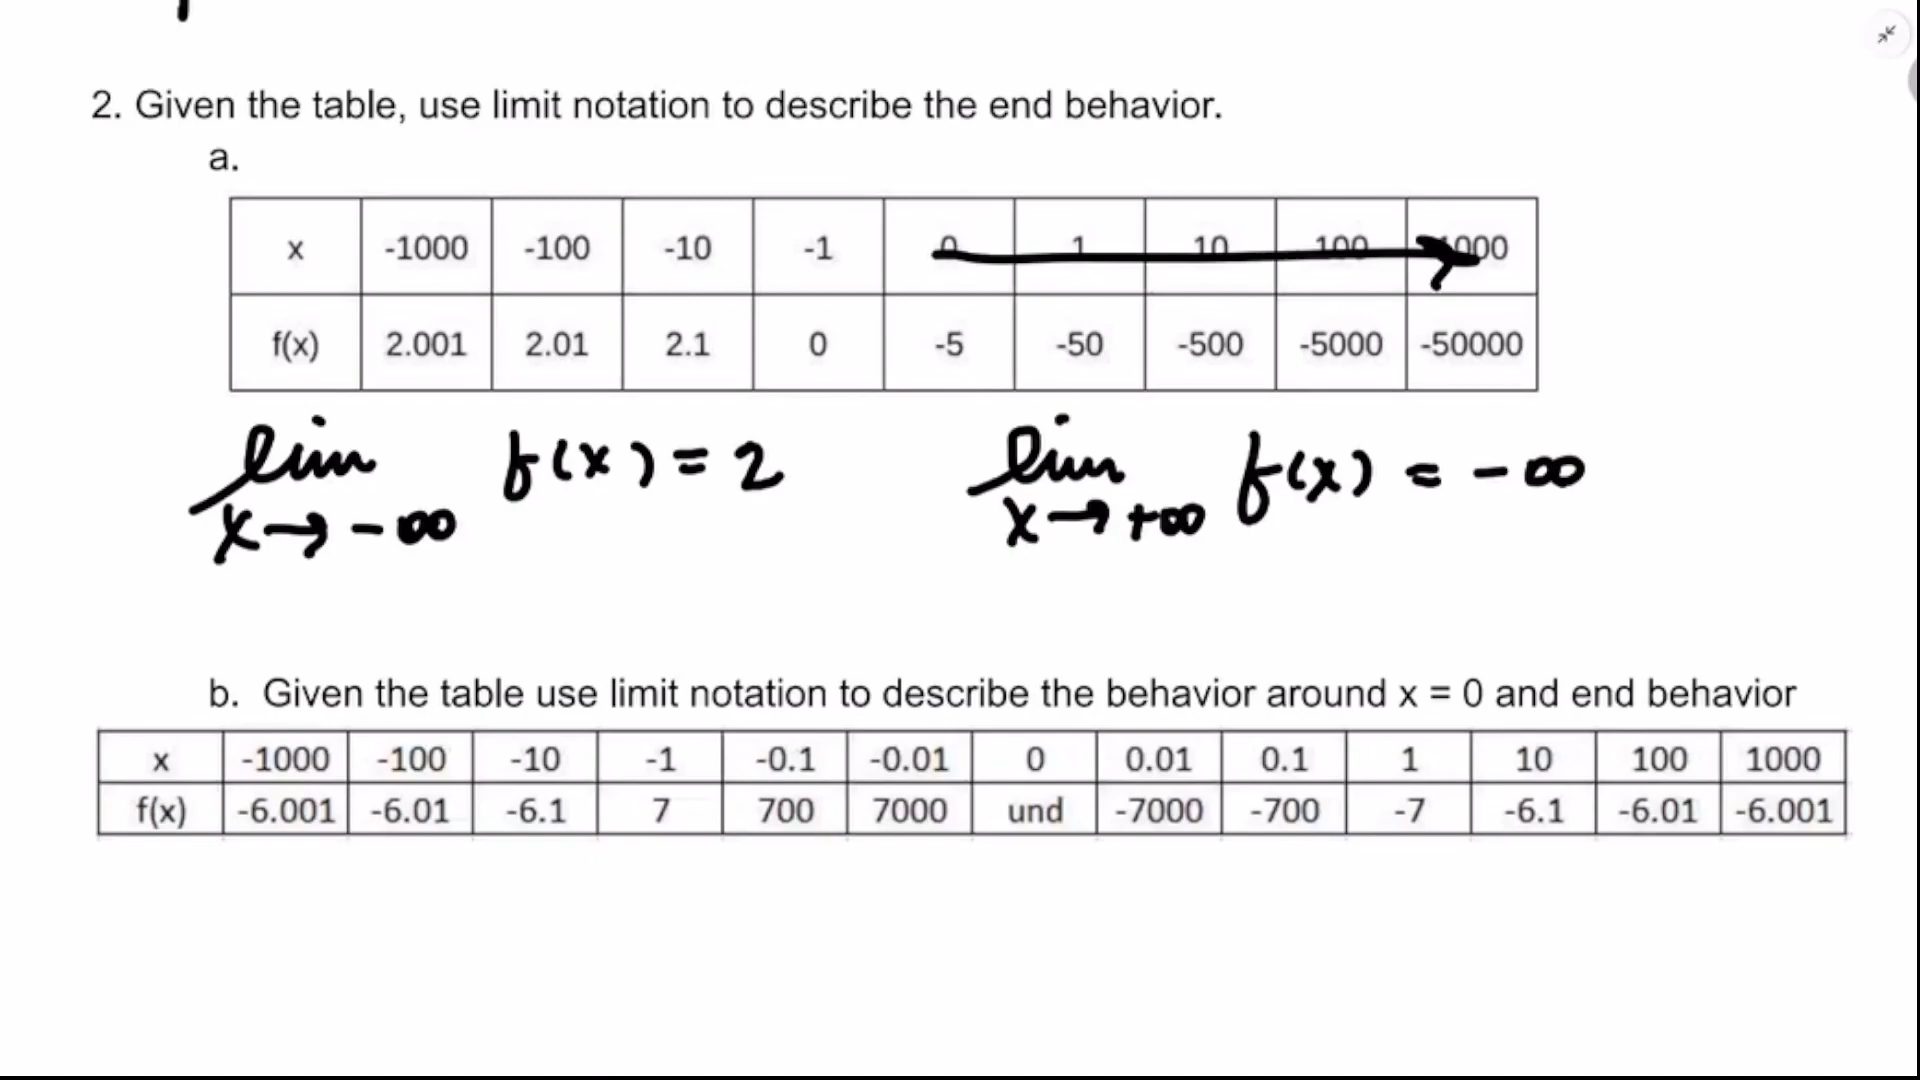 2. Given the table, use limit notation to describe the end behavior.
a.
x -1000 -100 -10 -1 0 1 10 100 1000
f(x) 2.001 2.01 2.1 0 -5 -50 -500 -5000 -50000
lim f(x) = 2 lim f(x) = -∞
x→-∞ x→+∞
b. Given the table use limit notation to describe the behavior around x = 0 and end behavior
x -1000 -100 -10 -1 -0.1 -0.01 0 0.01 0.1 1 10 100 1000
f(x) -6.001 -6.01 -6.1 7 700 7000 und -7000 -700 -7 -6.1 -6.01 -6.001